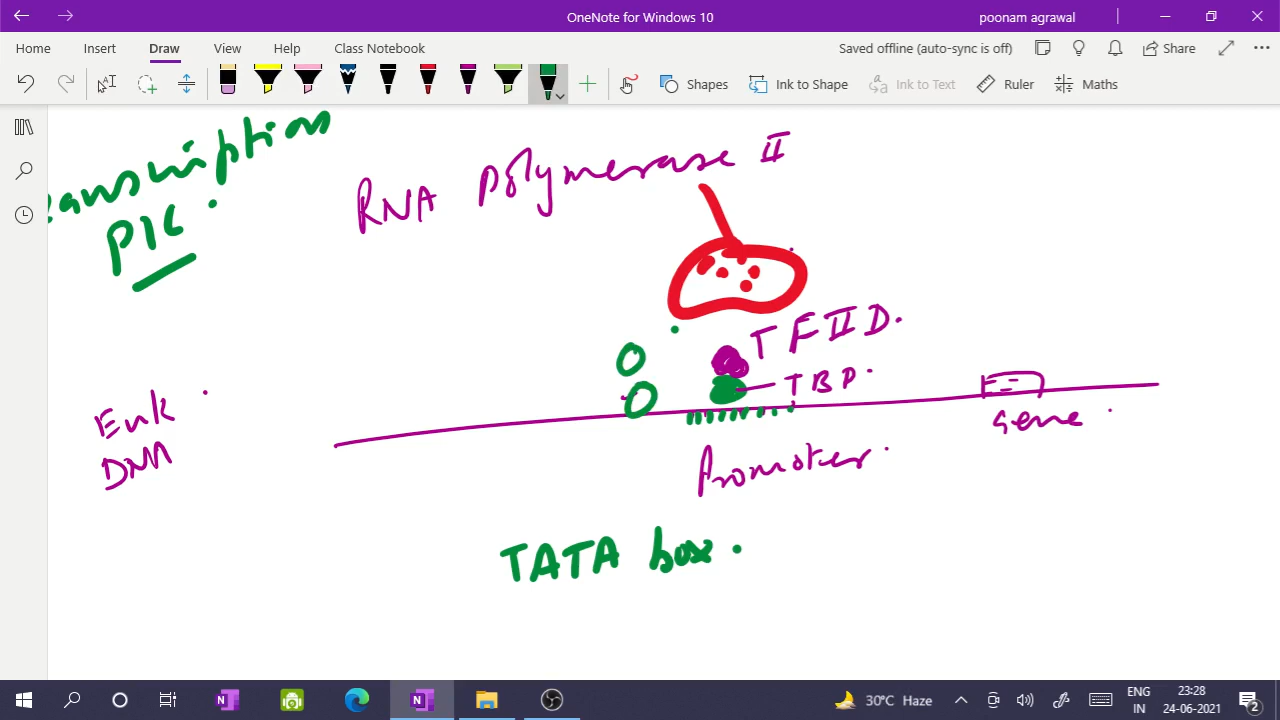 OneNote for Windows 10
poonam agrawal
Home Insert Draw View Help Class Notebook
Saved offline (auto-sync is off)
Share
Shapes
Ink to Shape
Ink to Text
Ruler
Maths
ranscription
PIC.
RNA polymerase II
TFIID.
TBP.
Euk
DNA
Gene
Promoter.
TATA box.
30°C Haze
ENG
IN
23:28
24-06-2021
2